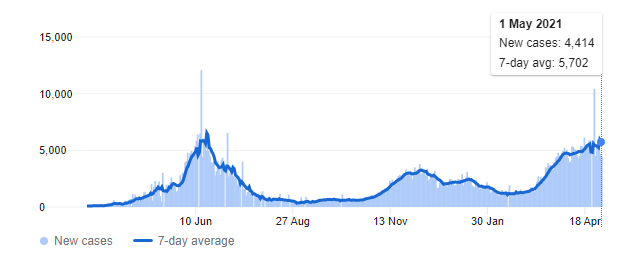 15,000
10,000
5,000
0
1 May 2021
New cases: 4,414
7-day avg: 5,702
10 Jun
27 Aug
13 Nov
30 Jan
18 Apr
New cases
7-day average